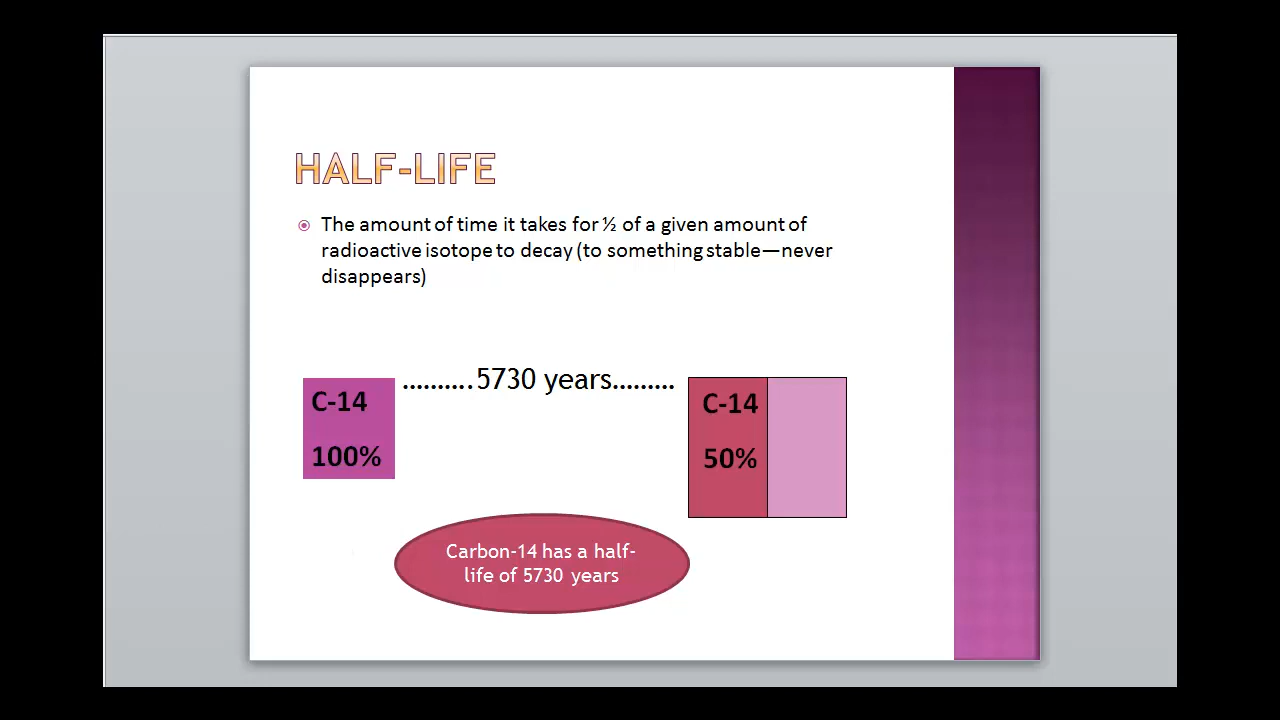 HALF-LIFE
The amount of time it takes for ½ of a given amount of
radioactive isotope to decay (to something stable—never
disappears)
..........5730 years.........
C-14
100%
C-14
50%
Carbon-14 has a half-
life of 5730 years